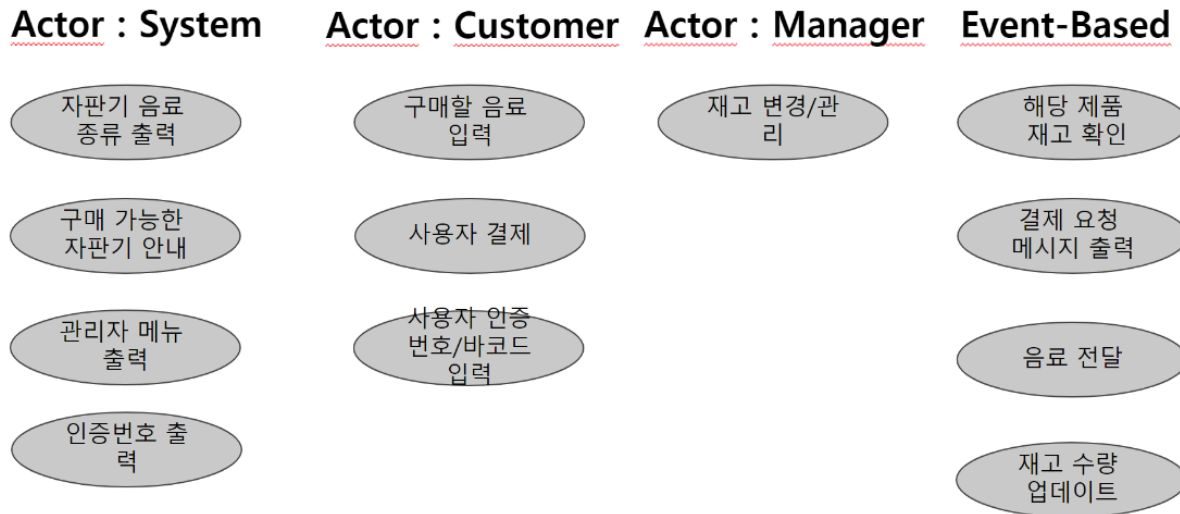 Actor : System
자판기 음료
종류 출력
구매 가능한
자판기 안내
관리자 메뉴
출력
인증번호 출
력
Actor : Customer
구매할 음료
입력
사용자 결제
사용자 인증
번호/바코드
입력
Actor : Manager
재고 변경/관
리
Event-Based
해당 제품
재고 확인
결제 요청
메시지 출력
음료 전달
재고 수량
업데이트